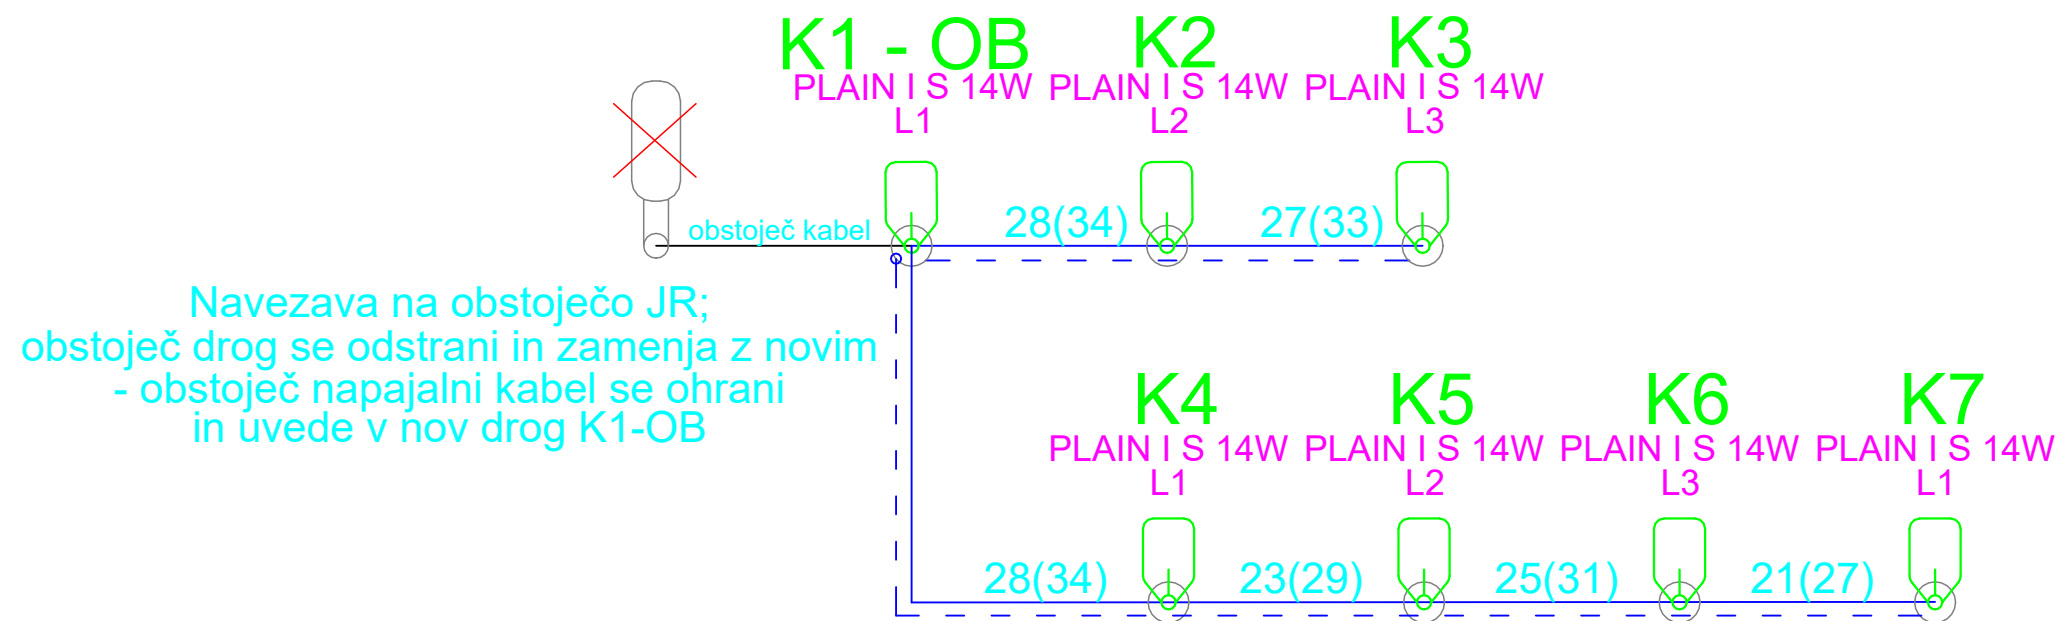 K1 - OB K2 K3
PLAIN I S 14W PLAIN I S 14W PLAIN I S 14W
L1 L2 L3
28(34) 27(33)
obstoječ kabel
Navezava na obstoječo JR;
obstoječ drog se odstrani in zamenja z novim
- obstoječ napajalni kabel se ohrani
in uvede v nov drog K1-OB
K4 K5 K6 K7
PLAIN I S 14W PLAIN I S 14W PLAIN I S 14W PLAIN I S 14W
L1 L2 L3 L1
28(34) 23(29) 25(31) 21(27)